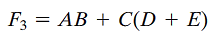 F₃ = AB + C(D + E)